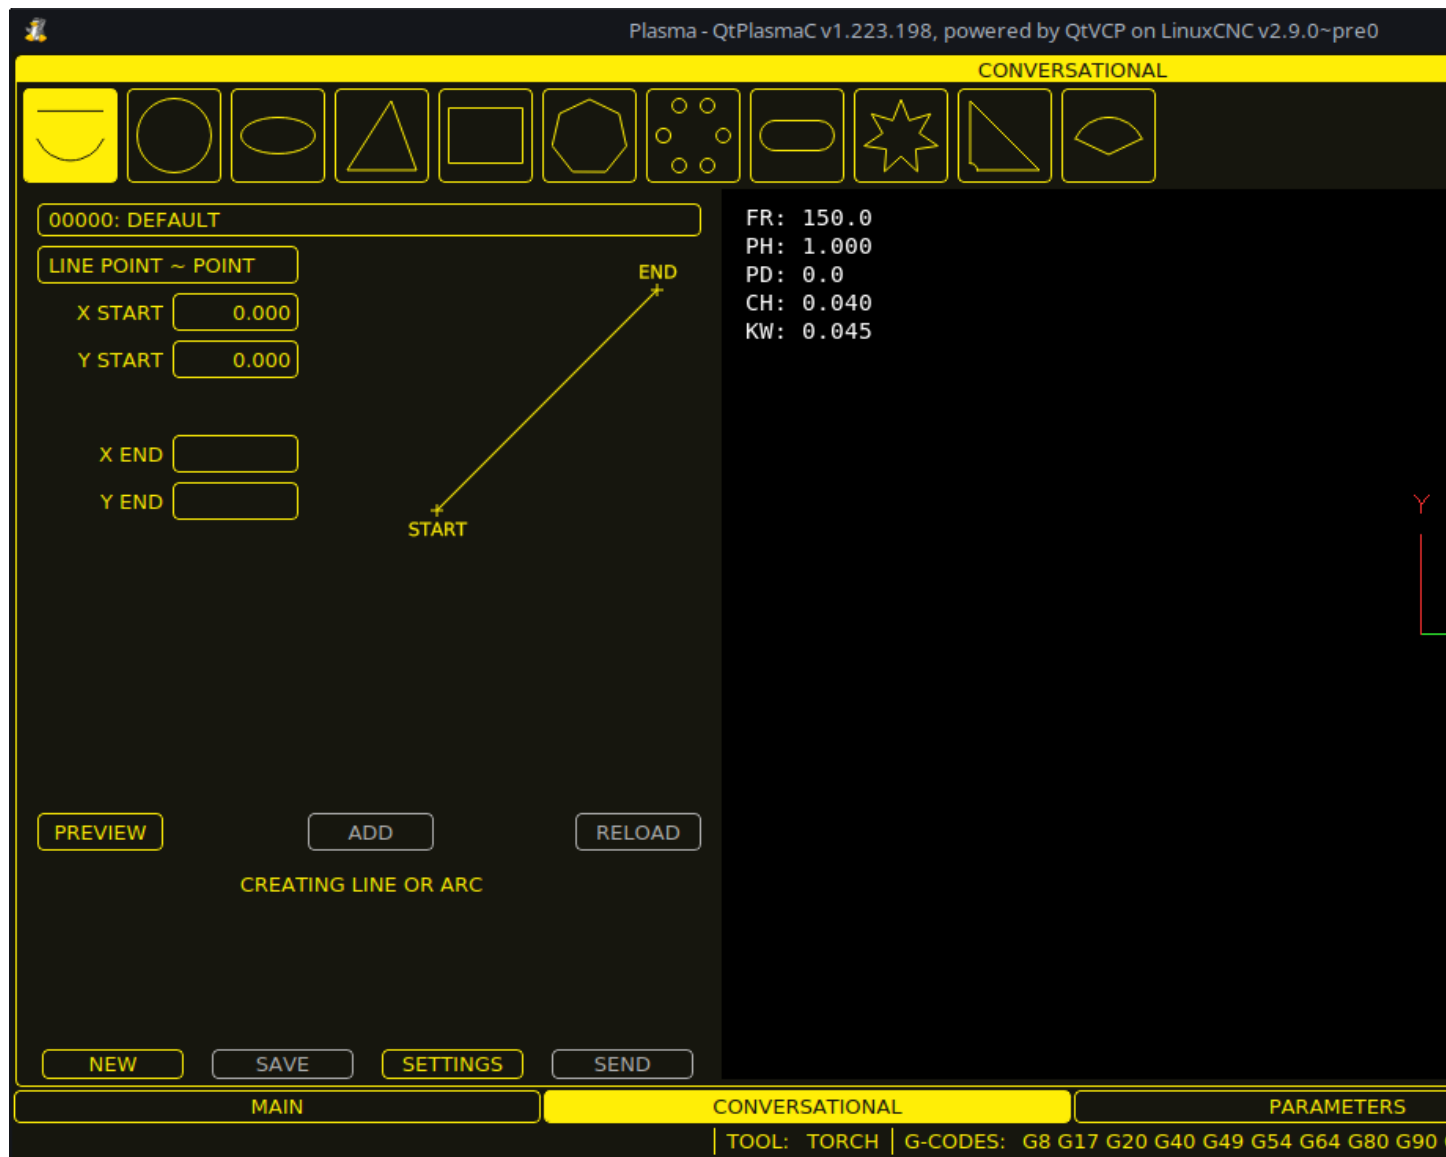 Plasma - QtPlasmaC v1.223.198, powered by QtVCP on LinuxCNC v2.9.0~pre0
CONVERSATIONAL
00000: DEFAULT
LINE POINT ~ POINT
X START 0.000
Y START 0.000
X END
Y END
END
START
PREVIEW ADD RELOAD
CREATING LINE OR ARC
NEW SAVE SETTINGS SEND
FR: 150.0
PH: 1.000
PD: 0.0
CH: 0.040
KW: 0.045
Y
MAIN CONVERSATIONAL PARAMETERS
TOOL: TORCH G-CODES: G8 G17 G20 G40 G49 G54 G64 G80 G90